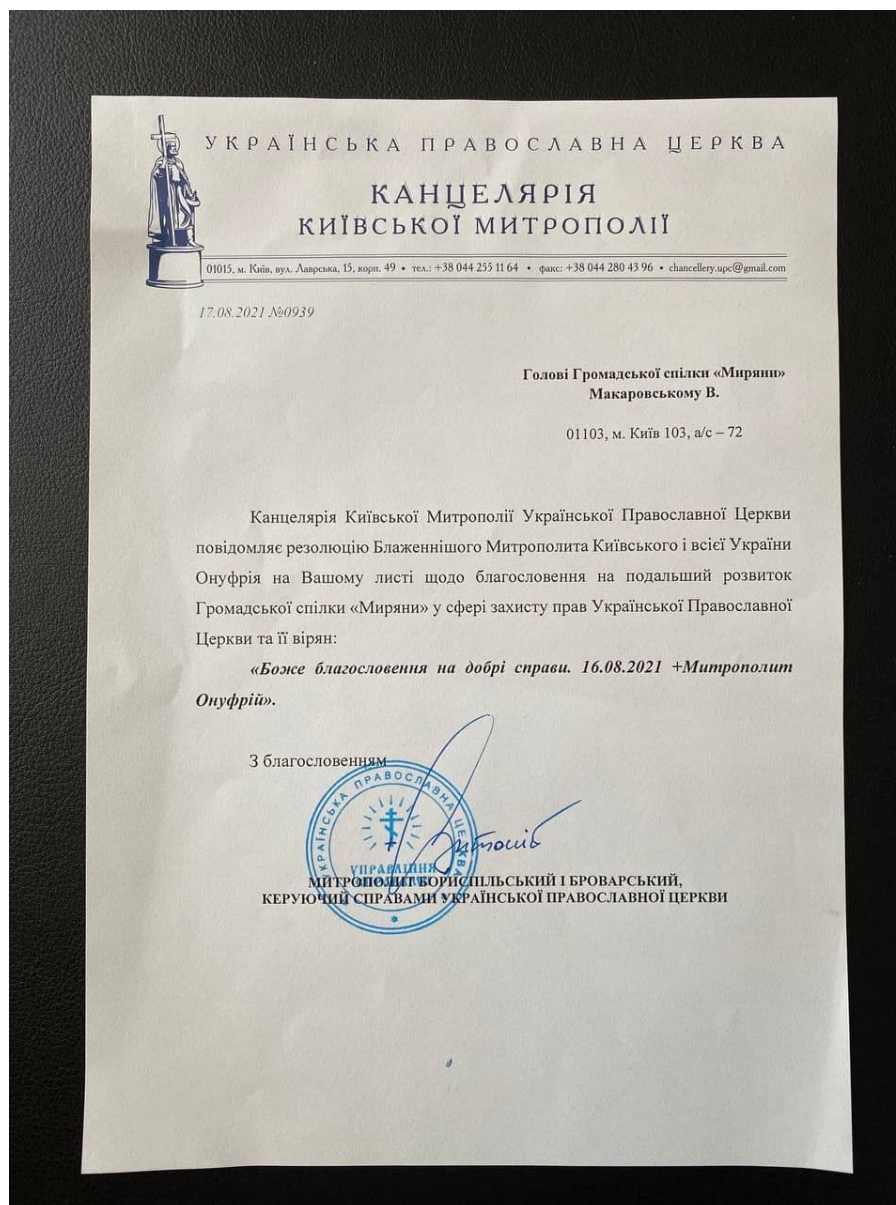 УКРАЇНСЬКА ПРАВОСЛАВНА ЦЕРКВА
КАНЦЕЛЯРІЯ
КИЇВСЬКОЇ МИТРОПОЛІЇ
01015, м. Київ, вул. Лаврська, 15, корп. 49 • тел.: +38 044 255 11 64 • факс: +38 044 280 43 96 • chancellery.upc@gmail.com
17.08.2021 №0939
Голові Громадської спілки «Миряни»
Макаровському В.
01103, м. Київ 103, а/с – 72
Канцелярія Київської Митрополії Української Православної Церкви
повідомляє резолюцію Блаженнішого Митрополита Київського і всієї України
Онуфрія на Вашому листі щодо благословення на подальший розвиток
Громадської спілки «Миряни» у сфері захисту прав Української Православної
Церкви та її вірян:
«Боже благословення на добрі справи. 16.08.2021 +Митрополит
Онуфрій».
З благословенням
УКРАЇНСЬКА ПРАВОСЛАВНА ЦЕРКВА
УПРАВЛІННЯ
МИТРОПОЛИТ БОРИСПІЛЬСЬКИЙ І БРОВАРСЬКИЙ,
КЕРУЮЧИЙ СПРАВАМИ УКРАЇНСЬКОЇ ПРАВОСЛАВНОЇ ЦЕРКВИ